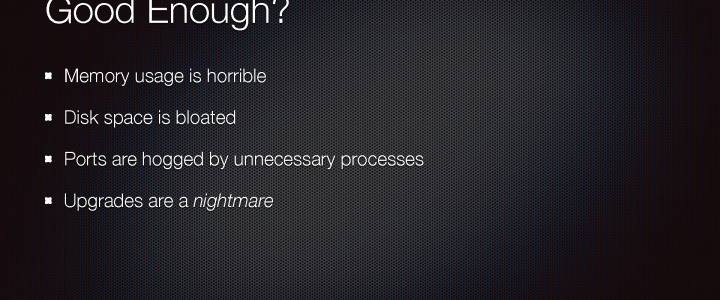 Good Enough?
Memory usage is horrible
Disk space is bloated
Ports are hogged by unnecessary processes
Upgrades are a nightmare